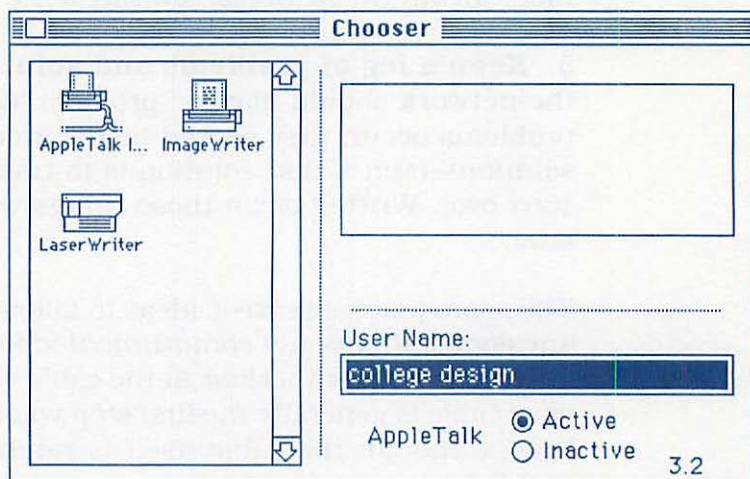 Chooser
AppleTalk I... ImageWriter
LaserWriter
User Name:
college design
AppleTalk
Active
Inactive
3.2